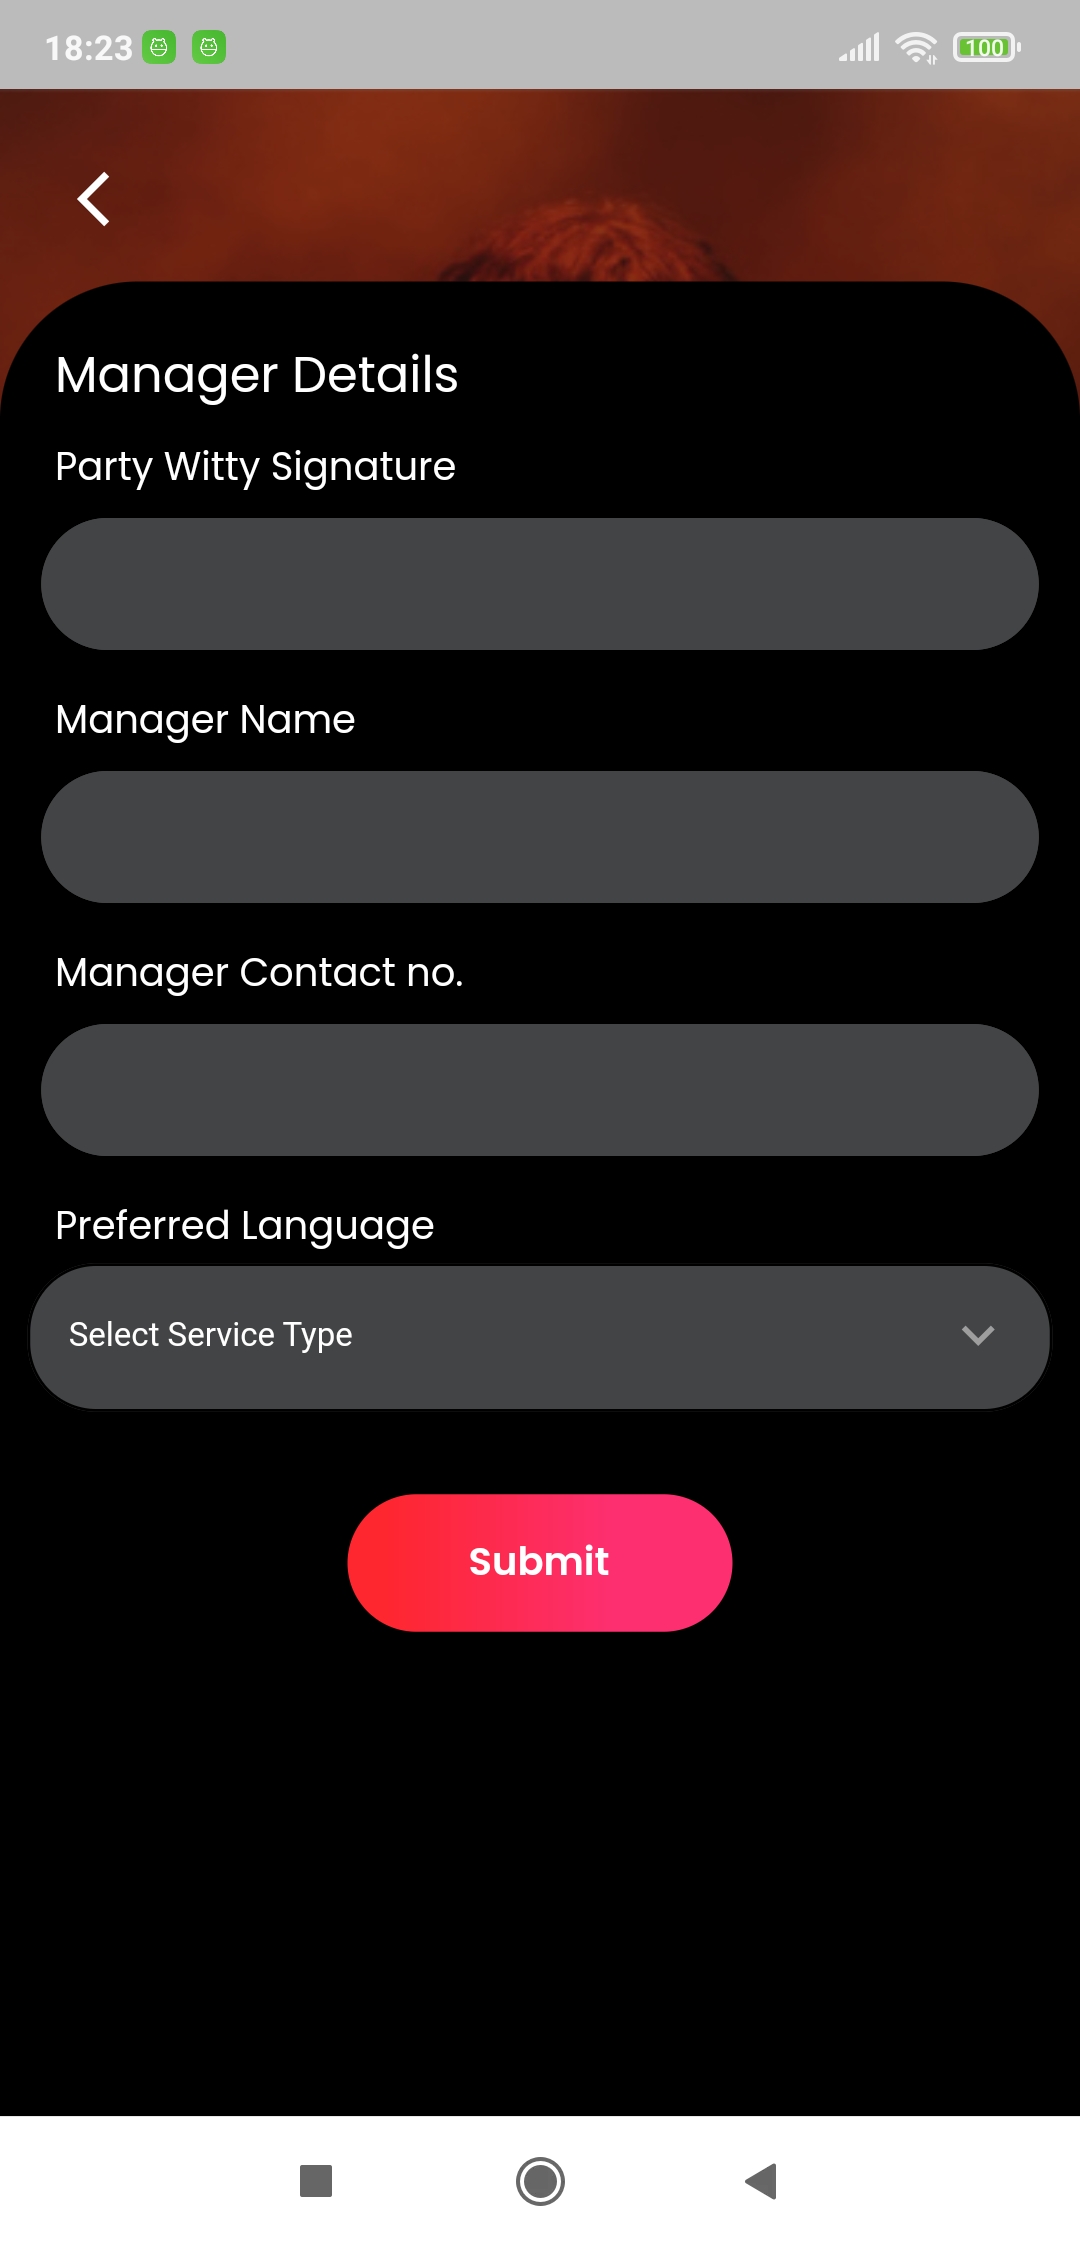 18:23
100
Manager Details
Party Witty Signature
Manager Name
Manager Contact no.
Preferred Language
Select Service Type
Submit